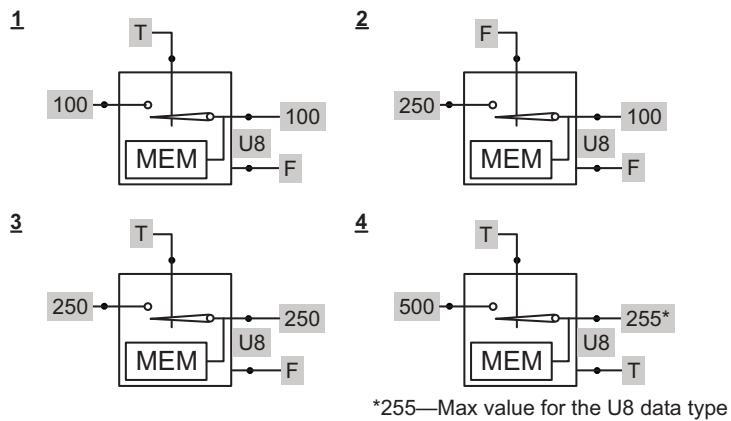 1
T
100
100
MEM
U8
F
2
F
250
100
MEM
U8
F
3
T
250
250
MEM
U8
F
4
T
500
255*
MEM
U8
T
*255—Max value for the U8 data type